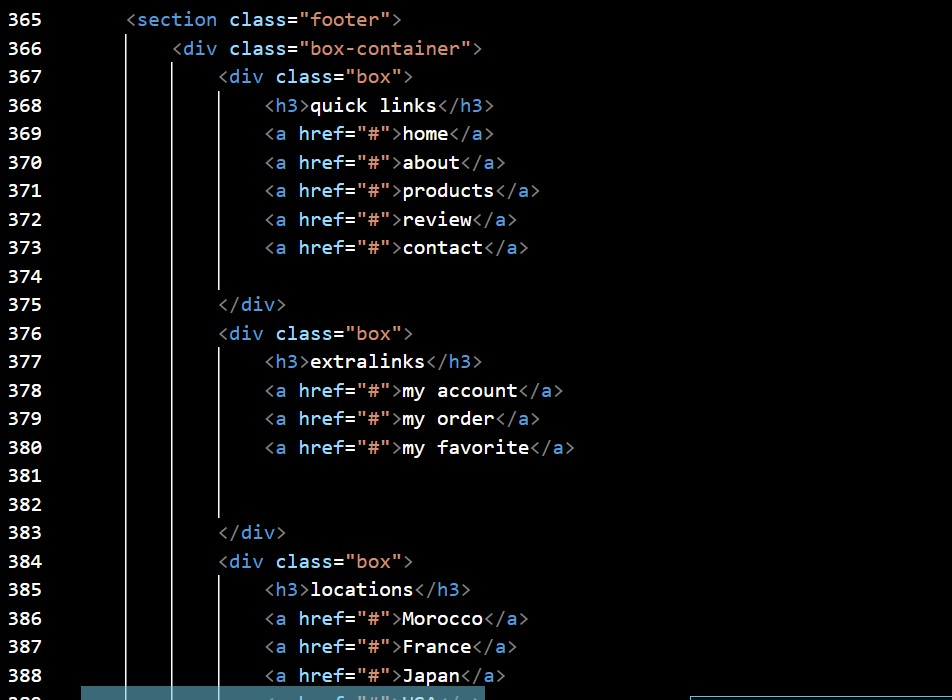 365 <section class="footer">
366 <div class="box-container">
367 <div class="box">
368 <h3>quick links</h3>
369 <a href="#">home</a>
370 <a href="#">about</a>
371 <a href="#">products</a>
372 <a href="#">review</a>
373 <a href="#">contact</a>
374
375 </div>
376 <div class="box">
377 <h3>extralinks</h3>
378 <a href="#">my account</a>
379 <a href="#">my order</a>
380 <a href="#">my favorite</a>
381
382
383 </div>
384 <div class="box">
385 <h3>locations</h3>
386 <a href="#">Morocco</a>
387 <a href="#">France</a>
388 <a href="#">Japan</a>